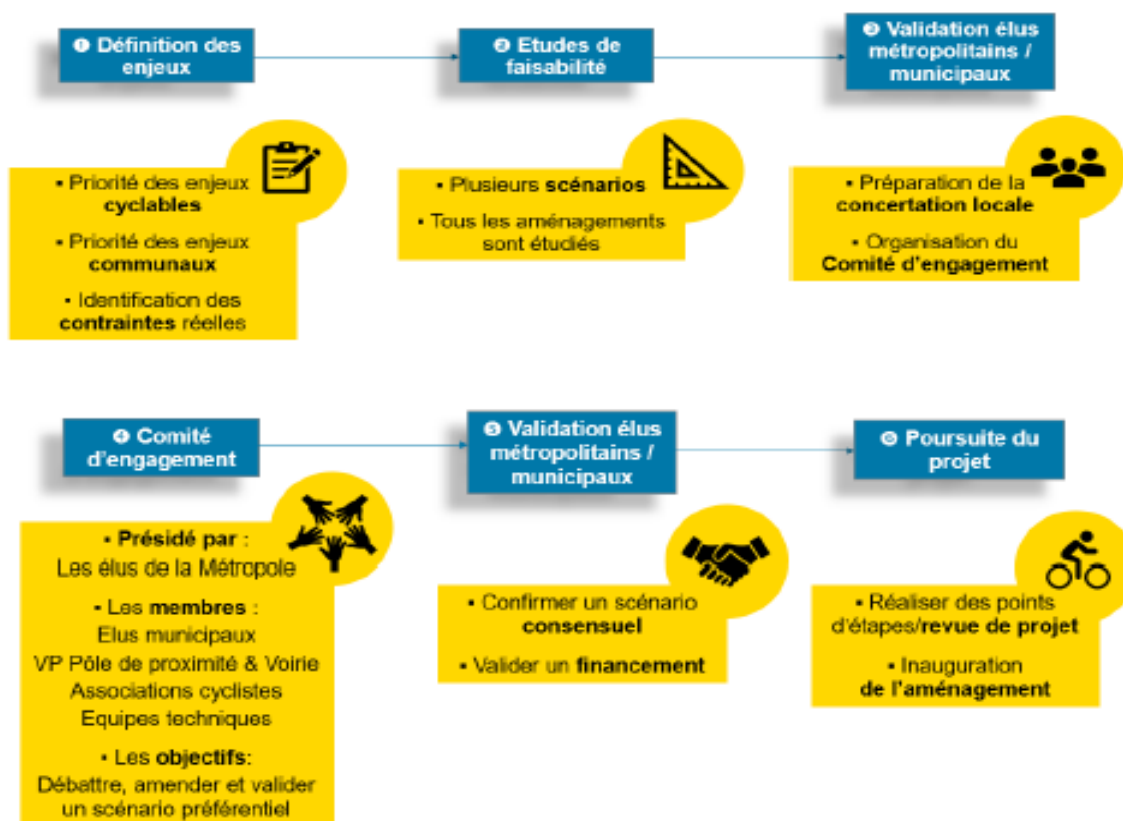 ❶ Définition des
enjeux
❷ Etudes de
faisabilité
❸ Validation élus
métropolitains /
municipaux
▪ Priorité des enjeux
cyclables
▪ Priorité des enjeux
communaux
▪ Identification des
contraintes réelles
▪ Plusieurs scénarios
▪ Tous les aménagements
sont étudiés
▪ Préparation de la
concertation locale
▪ Organisation du
Comité d'engagement
❹ Comité
d'engagement
❺ Validation élus
métropolitains /
municipaux
❻ Poursuite du
projet
▪ Présidé par :
Les élus de la Métropole
▪ Les membres :
Elus municipaux
VP Pôle de proximité & Voirie
Associations cyclistes
Equipes techniques
▪ Les objectifs:
Débattre, amender et valider
un scénario préférentiel
▪ Confirmer un scénario
consensuel
▪ Valider un financement
▪ Réaliser des points
d'étapes/revue de projet
▪ Inauguration
de l'aménagement